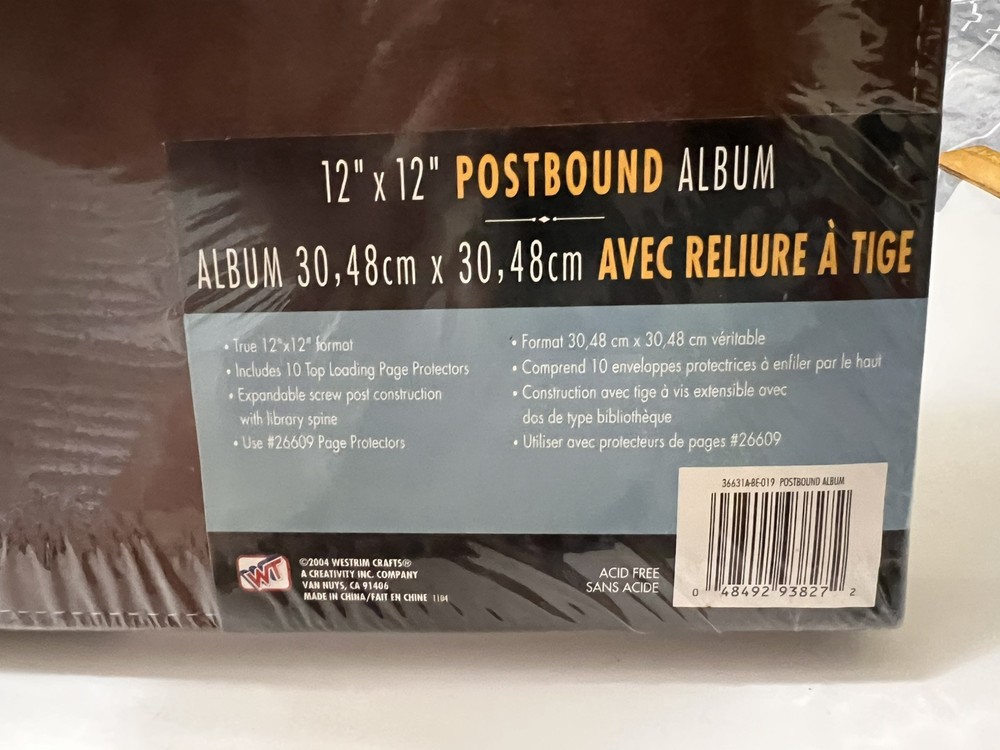 12" x 12" POSTBOUND ALBUM
ALBUM 30,48cm x 30,48cm AVEC RELIURE À TIGE
• True 12"x12" format
• Includes 10 Top Loading Page Protectors
• Expandable screw post construction
with library spine
• Use #26609 Page Protectors
• Format 30,48 cm x 30,48 cm véritable
• Comprend 10 enveloppes protectrices à enfiler par le haut
• Construction avec tige à vis extensible avec
dos de type bibliothèque
• Utiliser avec protecteurs de pages #26609
WT
©2004 WESTRIM CRAFTS®
A CREATIVITY INC. COMPANY
VAN NUYS, CA 91406
MADE IN CHINA/FAIT EN CHINE 1104
ACID FREE
SANS ACIDE
36631A-BE-019 POSTBOUND ALBUM
0 48492 93827 2